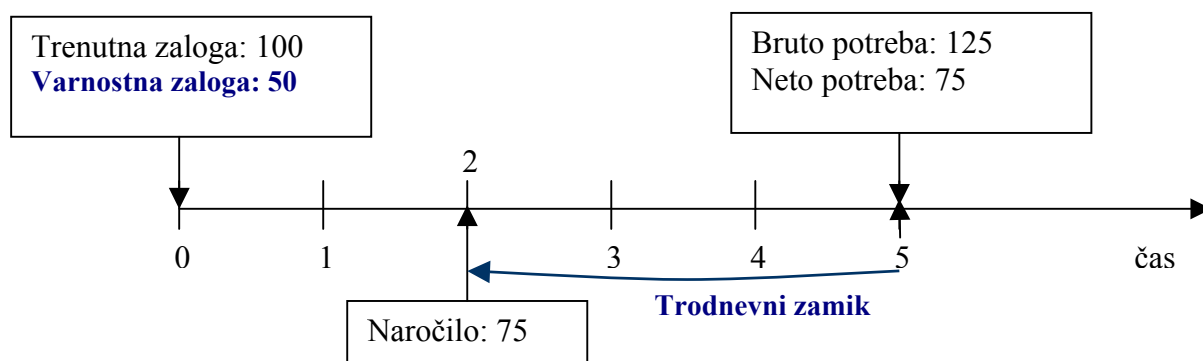 Trenutna zaloga: 100
Varnostna zaloga: 50
Bruto potreba: 125
Neto potreba: 75
2
0 1 3 4 5 čas
Trodnevni zamik
Naročilo: 75